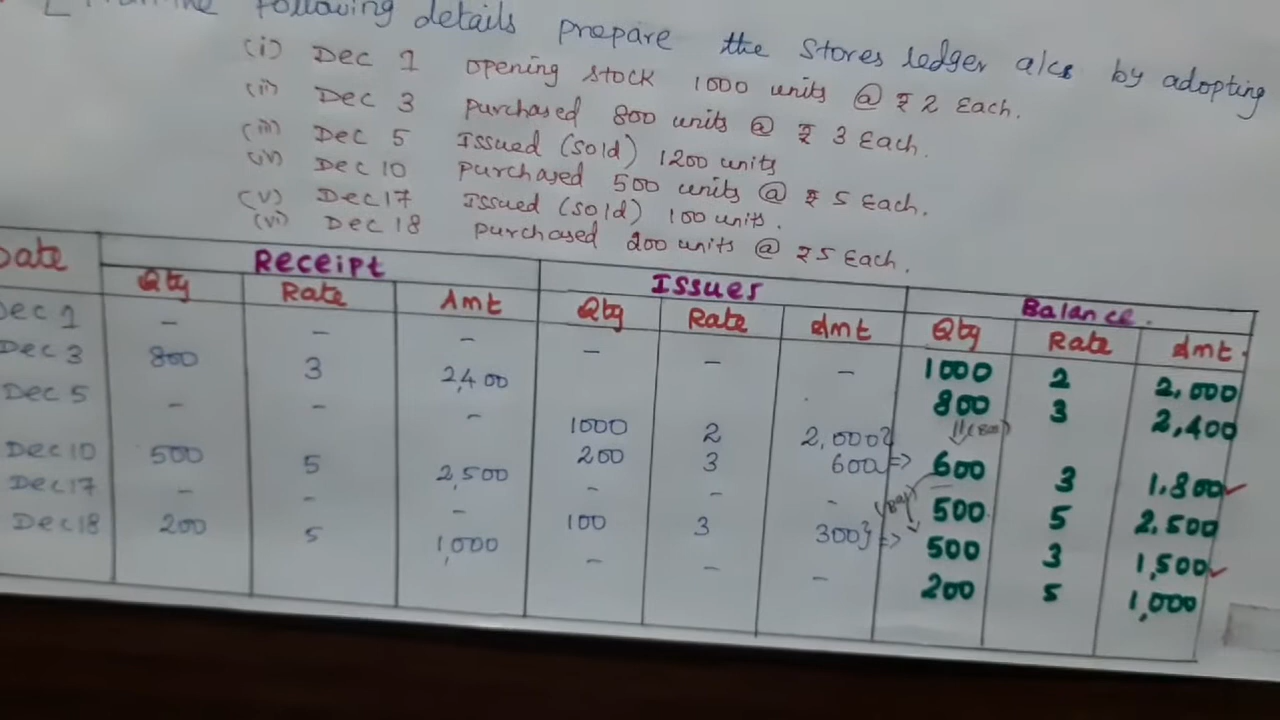 following details prepare the stores ledger a/cs by adopting
(i) Dec 1 opening stock 1000 units @ ₹ 2 Each.
(ii) Dec 3 purchased 800 units @ ₹ 3 Each.
(iii) Dec 5 Issued (sold) 1200 units
(iv) Dec 10 purchased 500 units @ ₹ 5 Each.
(v) Dec 17 Issued (sold) 100 units.
(vi) Dec 18 purchased 200 units @ ₹5 Each.
Date Receipt Issues Balance.
Qty Rate Amt Qty Rate Amt Qty Rate Amt.
Dec 1 - - - - - - 1000 2 2,000
Dec 3 800 3 2,400 800 3 2,400
Dec 5 - - - 1000 2 2,000} (800)
200 3 600 => 600 3 1,800
Dec 10 500 5 2,500 - - - 500 5 2,500
Dec 17 - - - 100 3 300} => 500 3 1,500
Dec 18 200 5 1,000 - - - 200 5 1,000